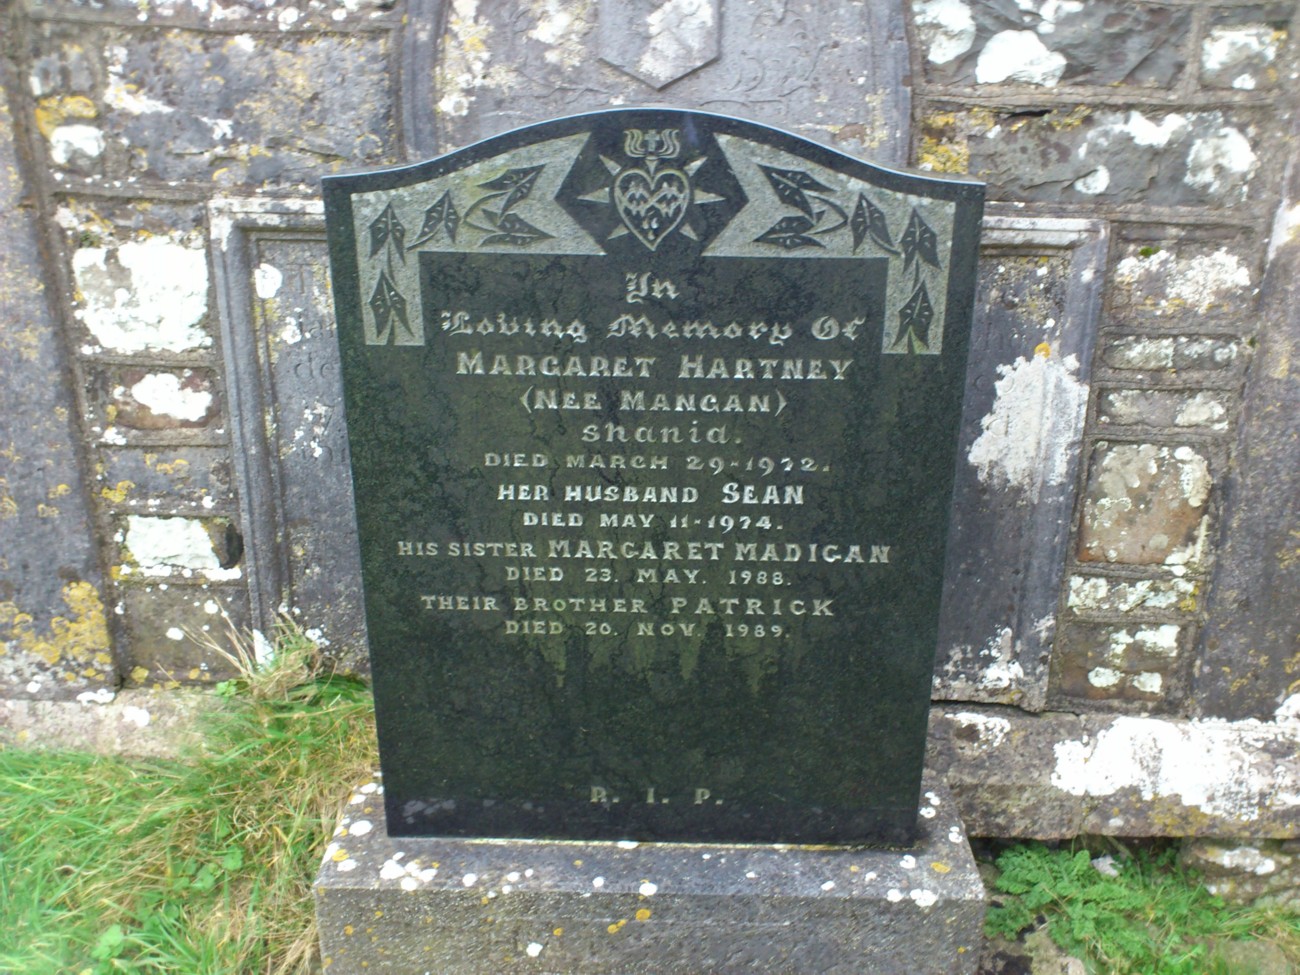 In
Loving Memory Of
MARGARET HARTNEY
(NEE MANGAN)
shania.
DIED MARCH 29-1972.
HER HUSBAND SEAN
DIED MAY 11-1974.
HIS SISTER MARGARET MADIGAN
DIED 23. MAY. 1988.
THEIR BROTHER PATRICK
DIED 20. NOV. 1989.
R. I. P.